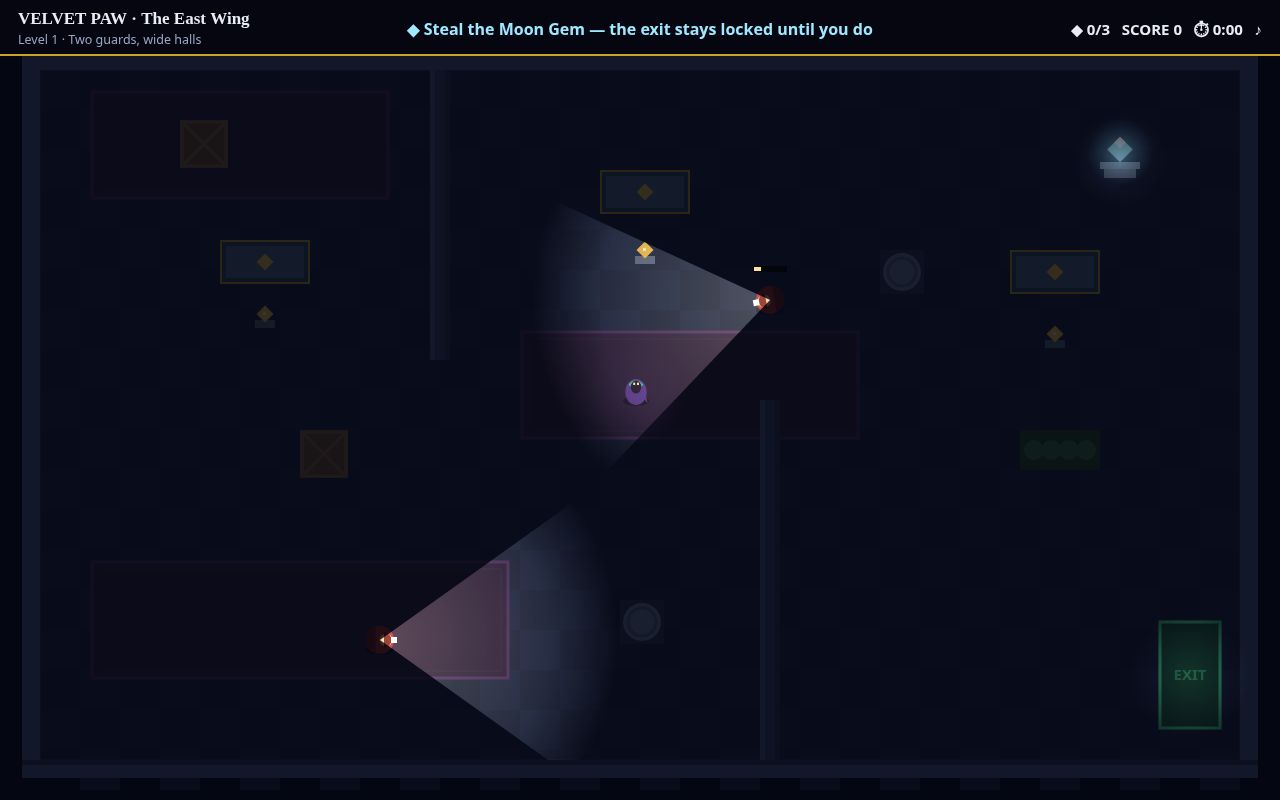 VELVET PAW · The East Wing
Level 1 · Two guards, wide halls
◆ Steal the Moon Gem — the exit stays locked until you do
◆ 0/3 SCORE 0 ⏱ 0:00 ♪
EXIT